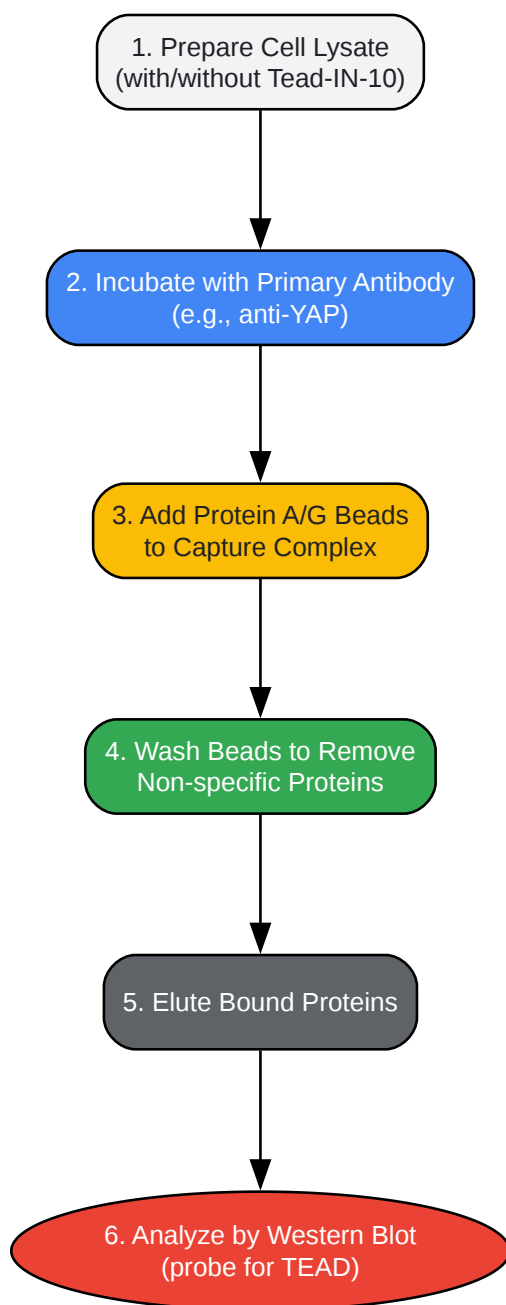 1. Prepare Cell Lysate
(with/without Tead-IN-10)
2. Incubate with Primary Antibody
(e.g., anti-YAP)
3. Add Protein A/G Beads
to Capture Complex
4. Wash Beads to Remove
Non-specific Proteins
5. Elute Bound Proteins
6. Analyze by Western Blot
(probe for TEAD)